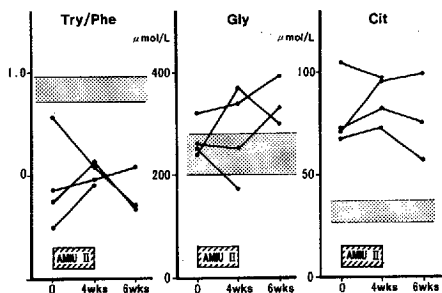 Try/Phe
Gly
Cit
μmol/L
μmol/L
1.0
0
400
200
0
100
50
0
AMIU II
AMIU II
AMIU II
0 4wks 6wks
0 4wks 6wks
0 4wks 6wks